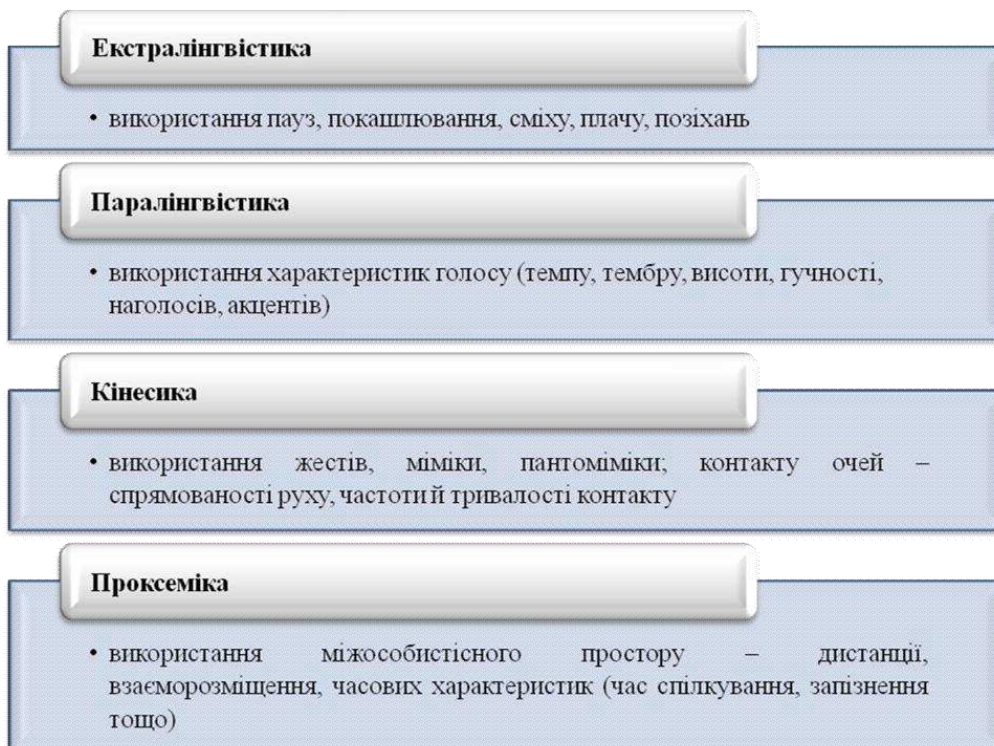 Екстралінгвістика
• використання пауз, покашлювання, сміху, плачу, позіхань
Паралінгвістика
• використання характеристик голосу (темпу, тембру, висоти, гучності,
наголосів, акцентів)
Кінесика
• використання жестів, міміки, пантоміміки; контакту очей –
спрямованості руху, частоти й тривалості контакту
Проксеміка
• використання міжособистісного простору – дистанції,
взаєморозміщення, часових характеристик (час спілкування, запізнення
тощо)